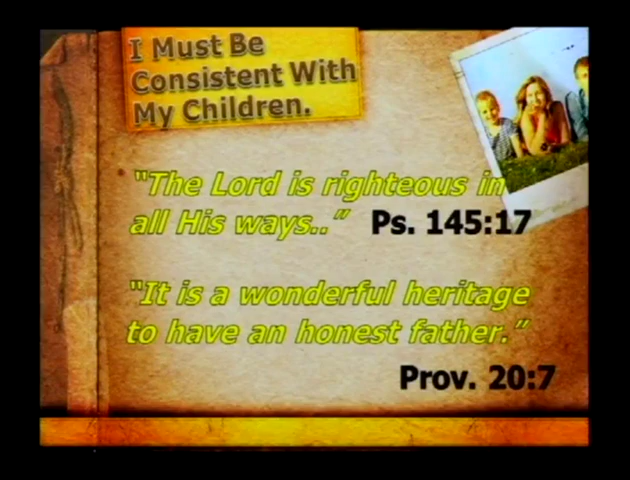 I Must Be
Consistent With
My Children.
“The Lord is righteous in
all His ways..” Ps. 145:17
“It is a wonderful heritage
to have an honest father.”
Prov. 20:7